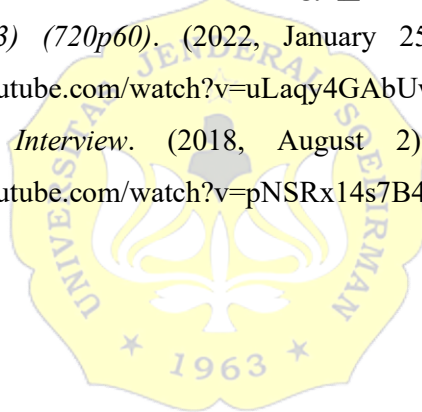 3) (720p60). (2022, January 25
utube.com/watch?v=uLaqy4GAbUv
Interview. (2018, August 2)
utube.com/watch?v=pNSRx14s7B4
UNIVERSITAS JENDERAL SOEDIRMAN
1963